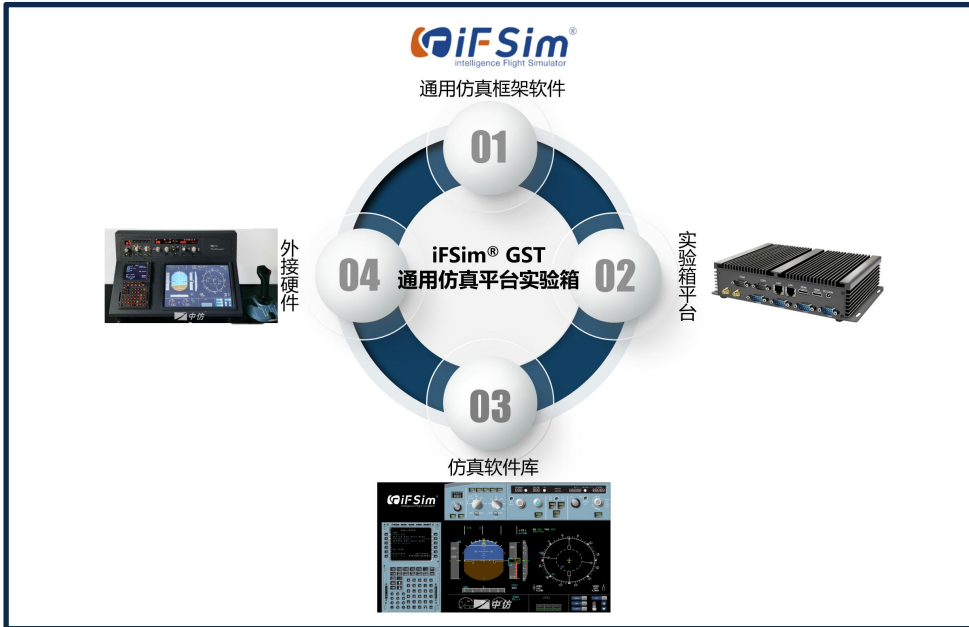 iFSim®
intelligence Flight Simulator
通用仿真框架软件
01
iFSim® GST
通用仿真平台实验箱
02
实验箱平台
03
仿真软件库
04
外接硬件
中仿
iFSim
中仿